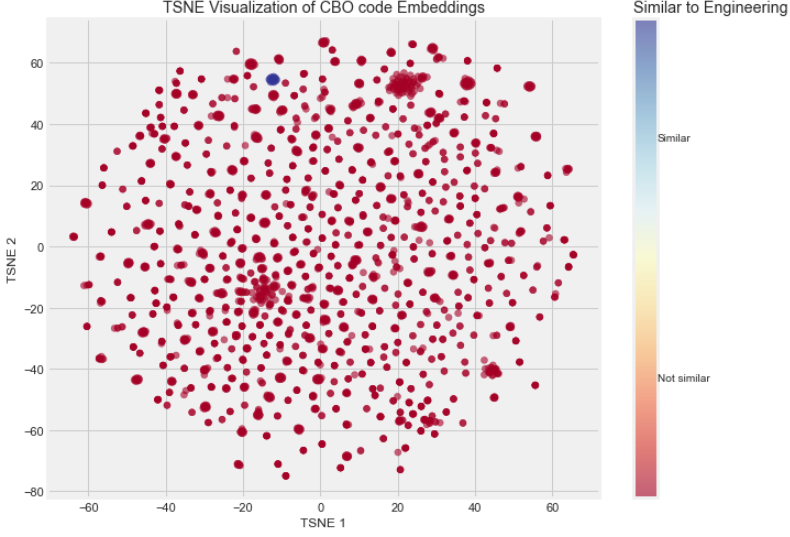 TSNE Visualization of CBO code Embeddings
Similar to Engineering
60
40
20
0
−20
−40
−60
−80
TSNE 2
−60
−40
−20
0
20
40
60
TSNE 1
Similar
Not similar